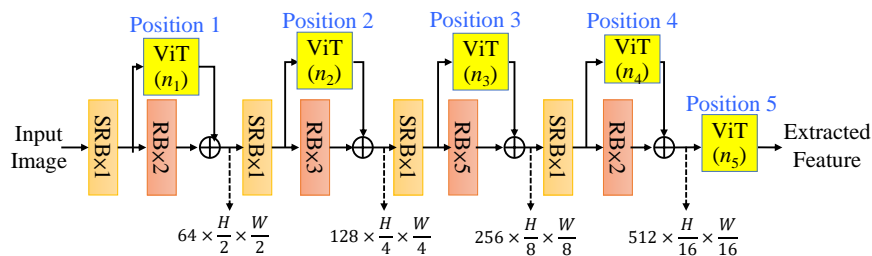 Position 1
Position 2
Position 3
Position 4
Position 5
ViT
(n₁)
ViT
(n₂)
ViT
(n₃)
ViT
(n₄)
ViT
(n₅)
Input
Image
SRB×1
RB×2
SRB×1
RB×3
SRB×1
RB×5
SRB×1
RB×2
Extracted
Feature
64 × H/2 × W/2
128 × H/4 × W/4
256 × H/8 × W/8
512 × H/16 × W/16